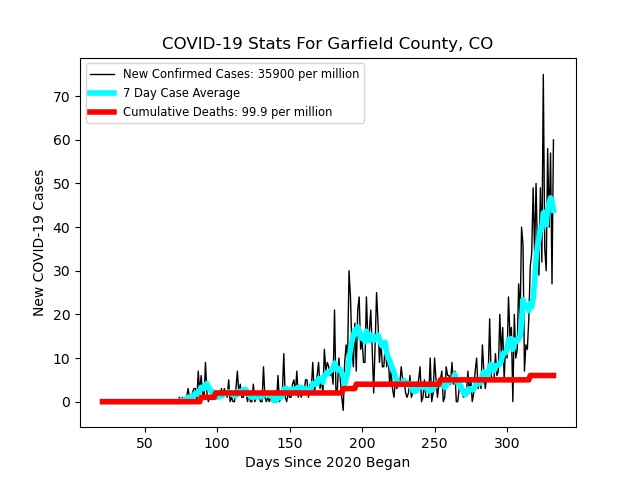 COVID-19 Stats For Garfield County, CO
New Confirmed Cases: 35900 per million
7 Day Case Average
Cumulative Deaths: 99.9 per million
New COVID-19 Cases
70
60
50
40
30
20
10
0
50 100 150 200 250 300
Days Since 2020 Began